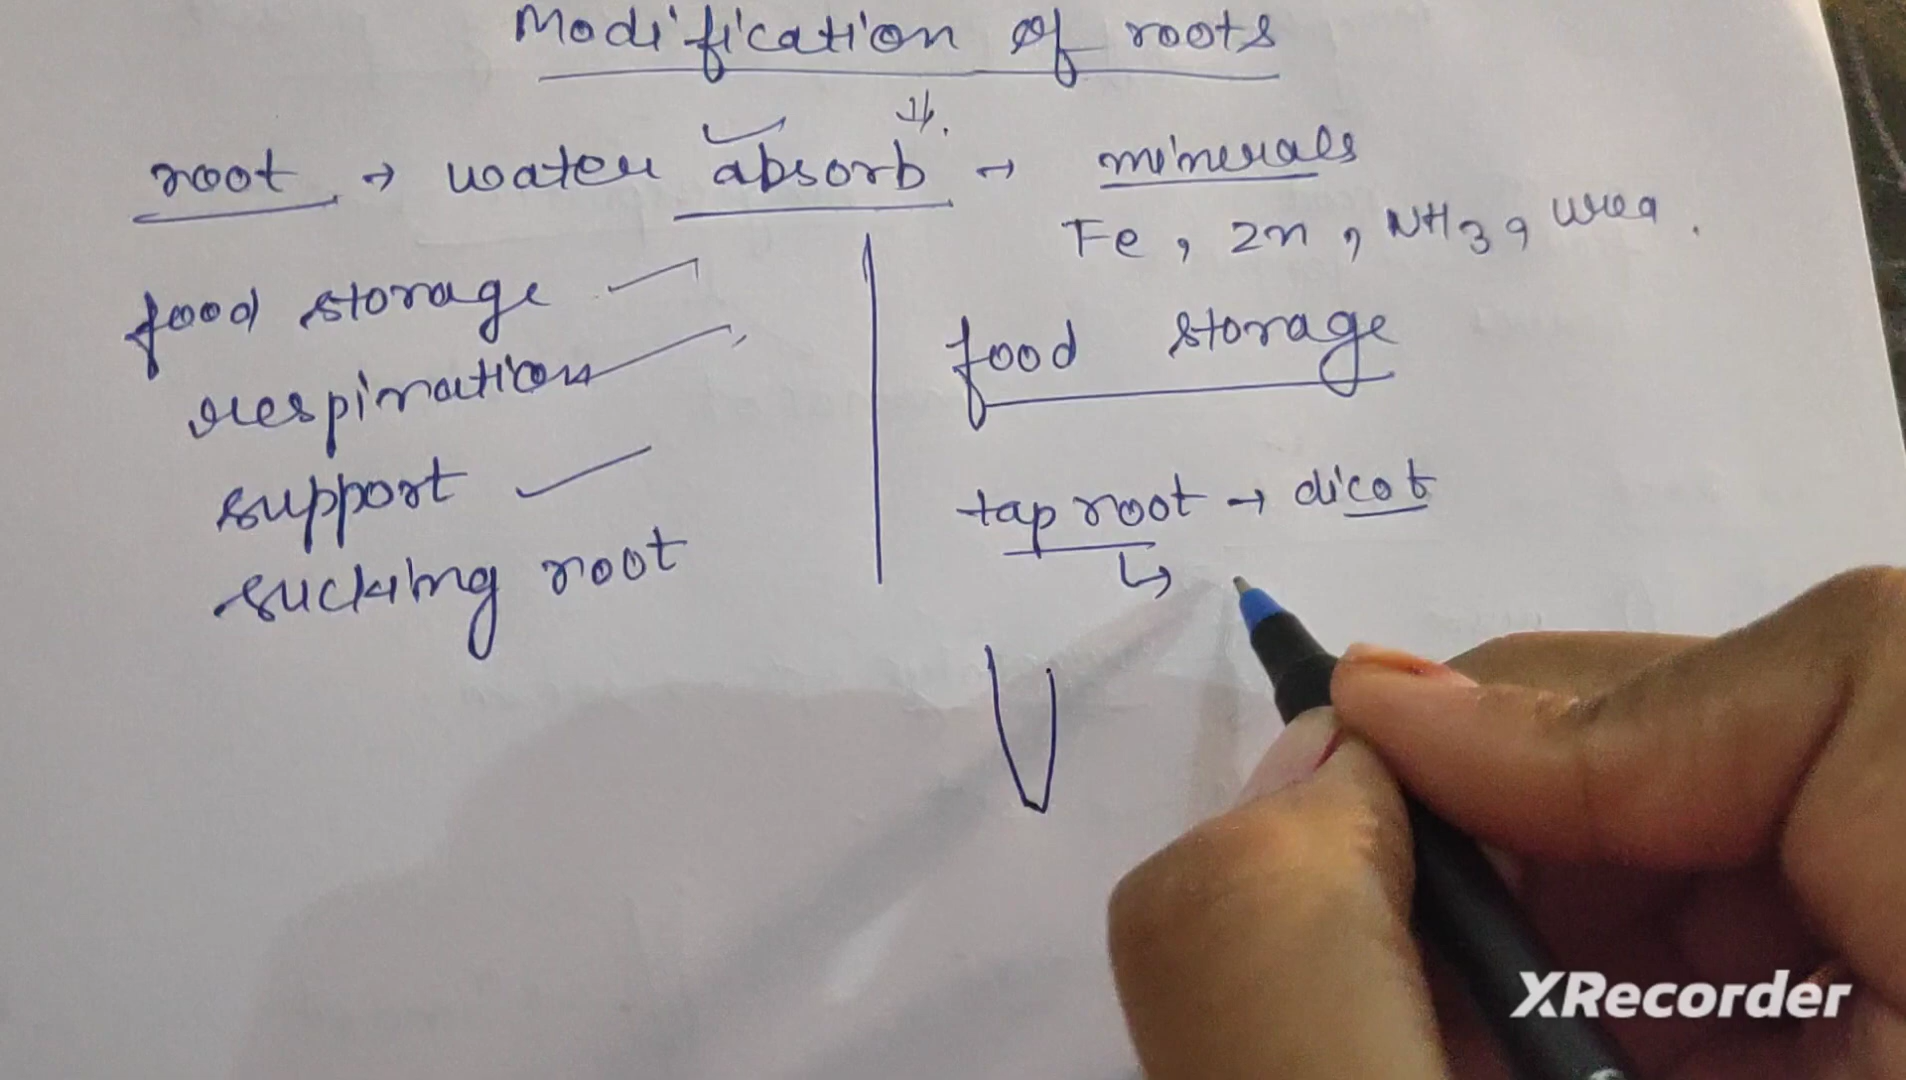 Modification of roots
root → water absorb → minerals
Fe, Zn, NH3, urea.
food storage
respiration
support
sucking root
food storage
tap root → dicot
XRecorder